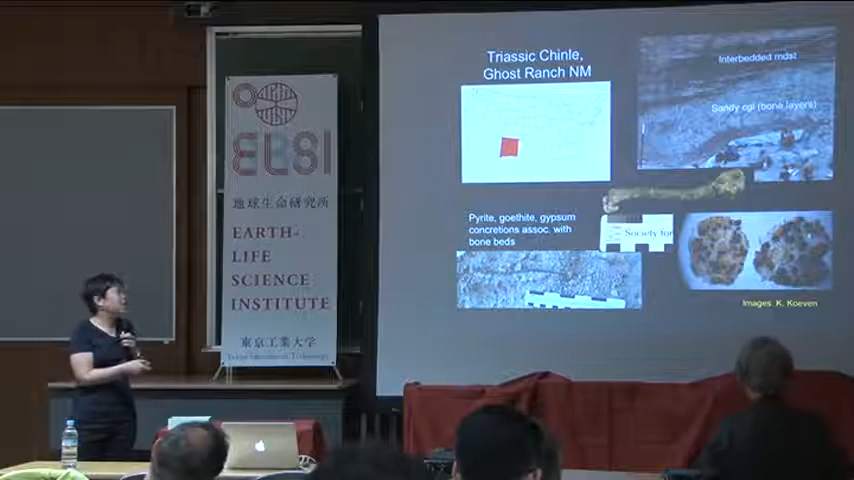 ELSI
地球生命研究所
EARTH-
LIFE
SCIENCE
INSTITUTE
東京工業大学
Tokyo Institute of Technology
Triassic Chinle,
Ghost Ranch NM
Interbedded mdst
Sandy cgl (bone layers)
Pyrite, goethite, gypsum
concretions assoc. with
bone beds
Society for
Images: K. Koeven